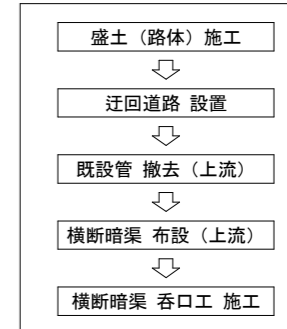 盛土（路体）施工
迂回道路 設置
既設管 撤去（上流）
横断暗渠 布設（上流）
横断暗渠 呑口工 施工